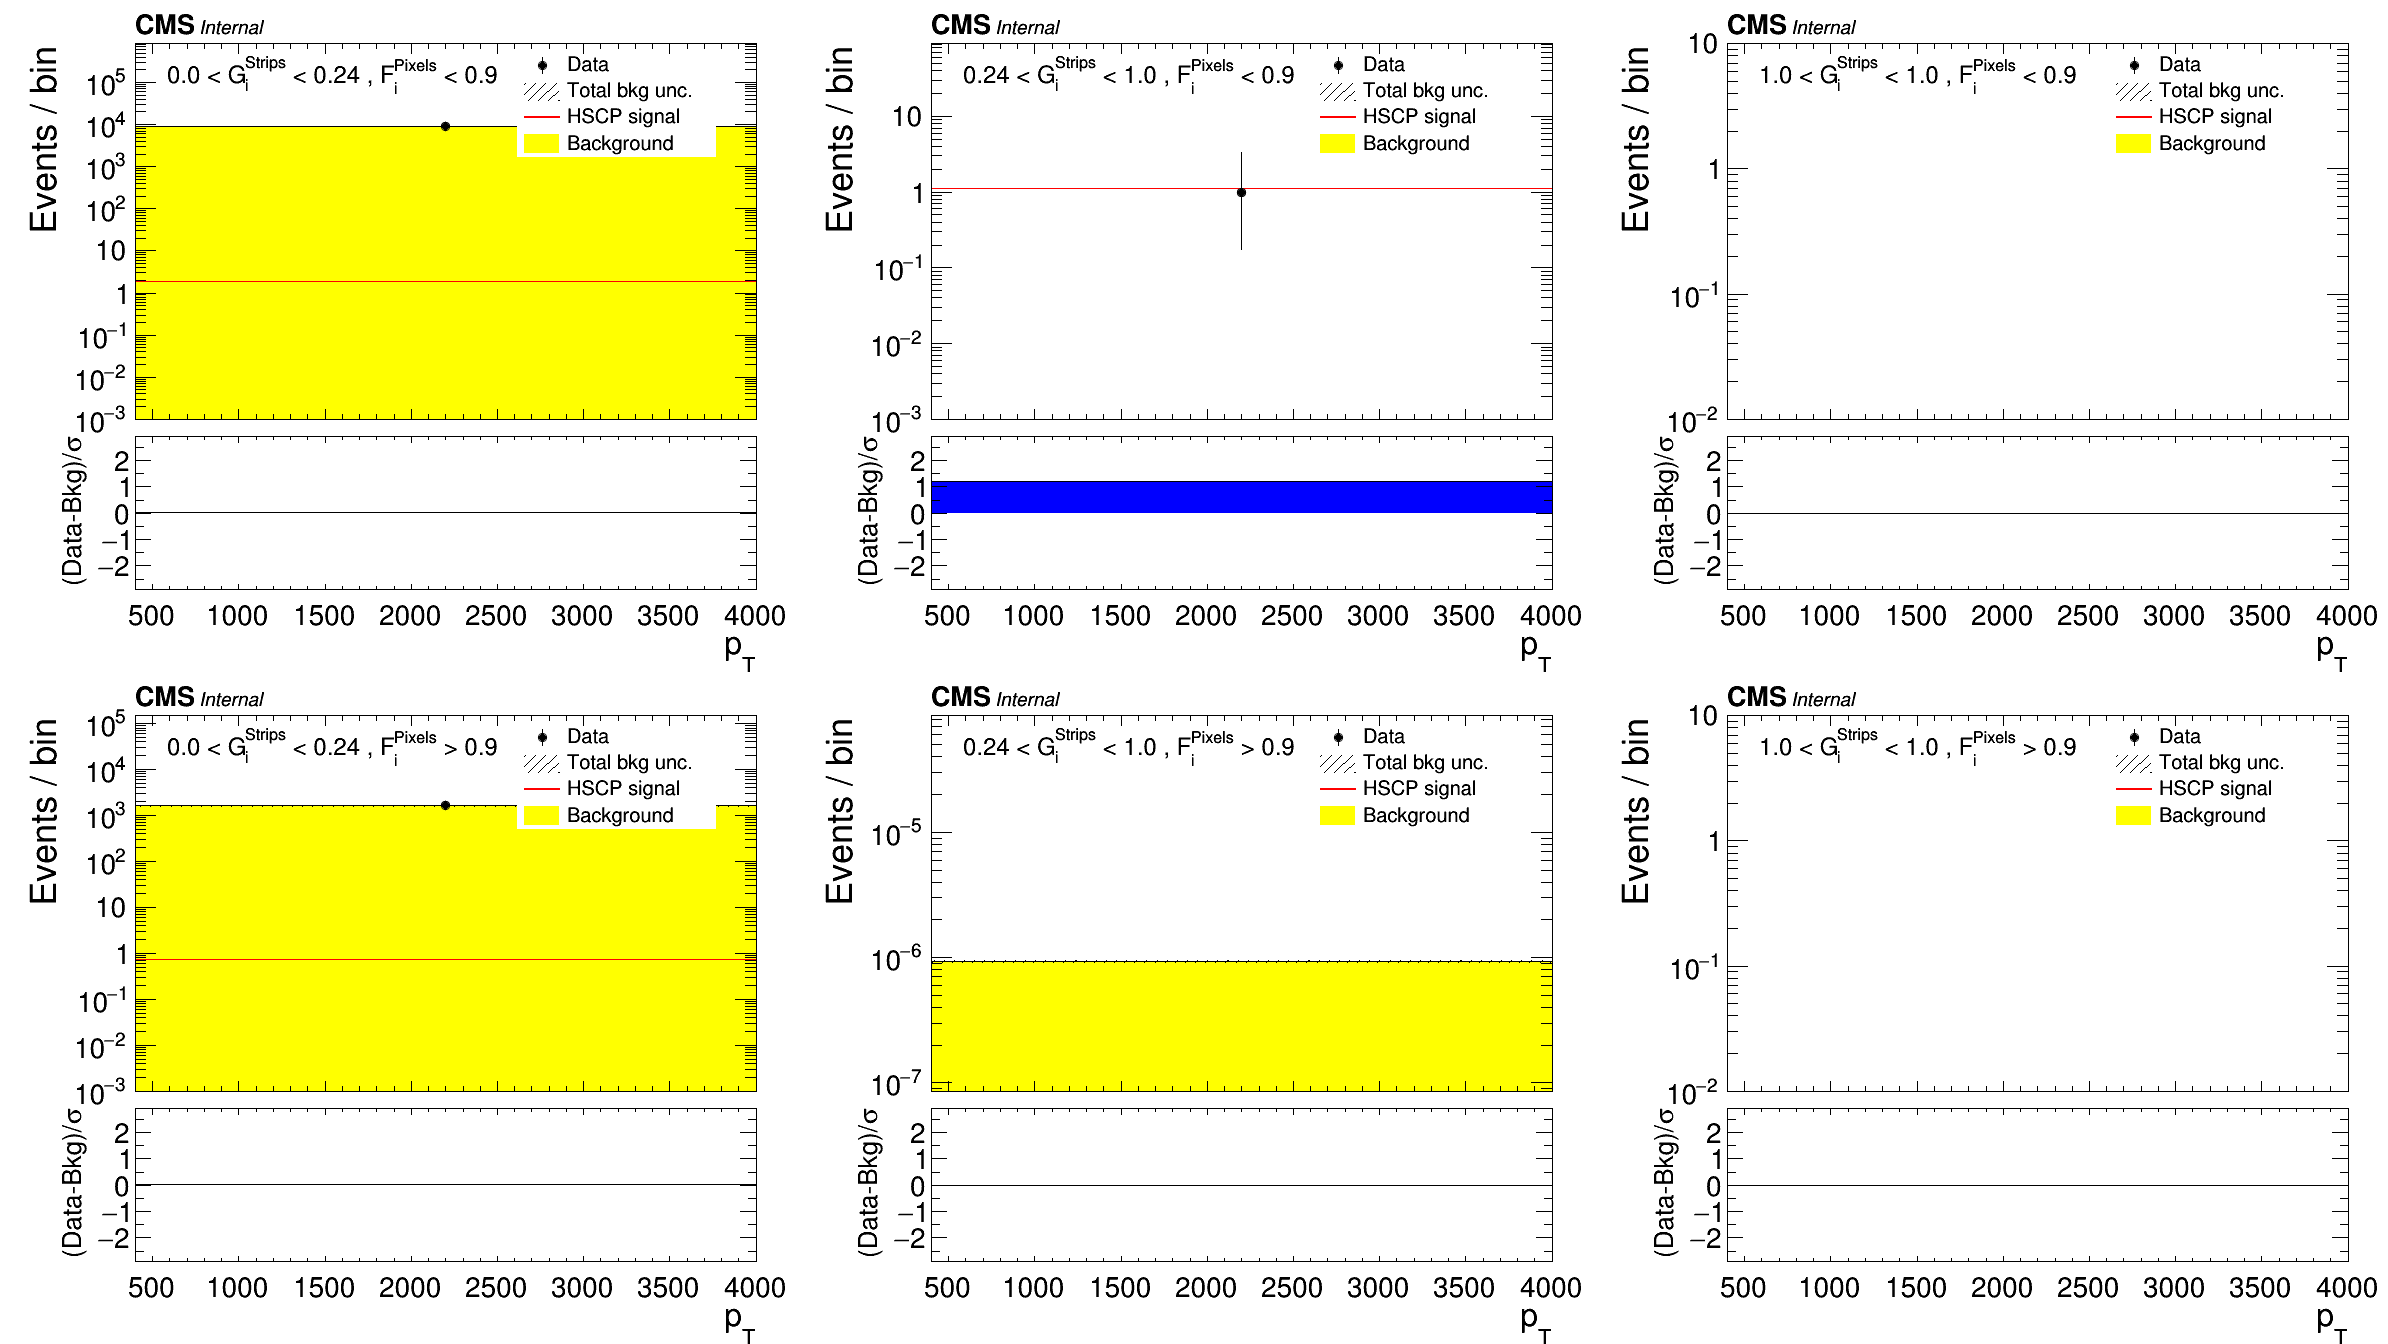 CMS Internal
Events / bin
0.0 < G_i^Strips < 0.24 , F_i^Pixels < 0.9
Data
Total bkg unc.
HSCP signal
Background
10^5
10^4
10^3
10^2
10
1
10^−1
10^−2
10^−3
(Data-Bkg)/σ
2
1
0
−1
−2
500 1000 1500 2000 2500 3000 3500 4000
p_T
CMS Internal
Events / bin
0.24 < G_i^Strips < 1.0 , F_i^Pixels < 0.9
Data
Total bkg unc.
HSCP signal
Background
10
1
10^−1
10^−2
10^−3
(Data-Bkg)/σ
2
1
0
−1
−2
500 1000 1500 2000 2500 3000 3500 4000
p_T
CMS Internal
Events / bin
1.0 < G_i^Strips < 1.0 , F_i^Pixels < 0.9
Data
Total bkg unc.
HSCP signal
Background
10
1
10^−1
10^−2
(Data-Bkg)/σ
2
1
0
−1
−2
500 1000 1500 2000 2500 3000 3500 4000
p_T
CMS Internal
Events / bin
0.0 < G_i^Strips < 0.24 , F_i^Pixels > 0.9
Data
Total bkg unc.
HSCP signal
Background
10^5
10^4
10^3
10^2
10
1
10^−1
10^−2
10^−3
(Data-Bkg)/σ
2
1
0
−1
−2
500 1000 1500 2000 2500 3000 3500 4000
p_T
CMS Internal
Events / bin
0.24 < G_i^Strips < 1.0 , F_i^Pixels > 0.9
Data
Total bkg unc.
HSCP signal
Background
10^−5
10^−6
10^−7
(Data-Bkg)/σ
2
1
0
−1
−2
500 1000 1500 2000 2500 3000 3500 4000
p_T
CMS Internal
Events / bin
1.0 < G_i^Strips < 1.0 , F_i^Pixels > 0.9
Data
Total bkg unc.
HSCP signal
Background
10
1
10^−1
10^−2
(Data-Bkg)/σ
2
1
0
−1
−2
500 1000 1500 2000 2500 3000 3500 4000
p_T